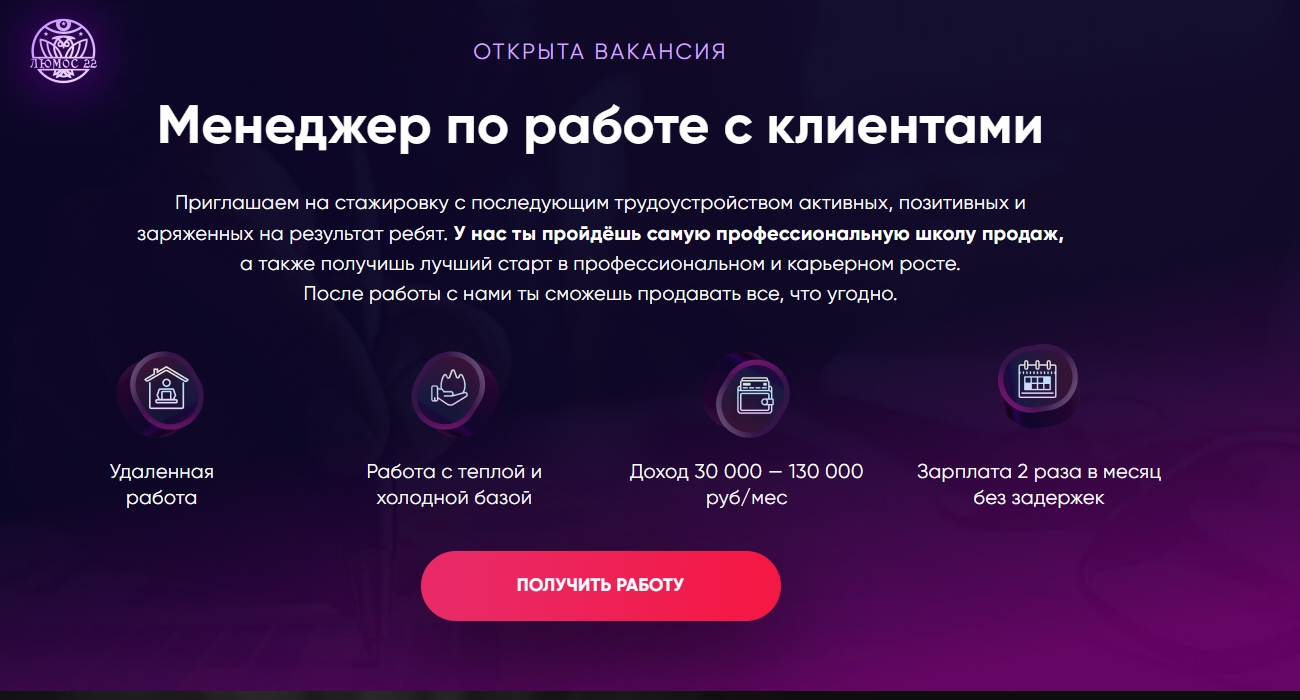 ЛЮМОС 22
ОТКРЫТА ВАКАНСИЯ
Менеджер по работе с клиентами
Приглашаем на стажировку с последующим трудоустройством активных, позитивных и
заряженных на результат ребят. У нас ты пройдёшь самую профессиональную школу продаж,
а также получишь лучший старт в профессиональном и карьерном росте.
После работы с нами ты сможешь продавать все, что угодно.
Удаленная
работа
Работа с теплой и
холодной базой
Доход 30 000 — 130 000
руб/мес
Зарплата 2 раза в месяц
без задержек
ПОЛУЧИТЬ РАБОТУ